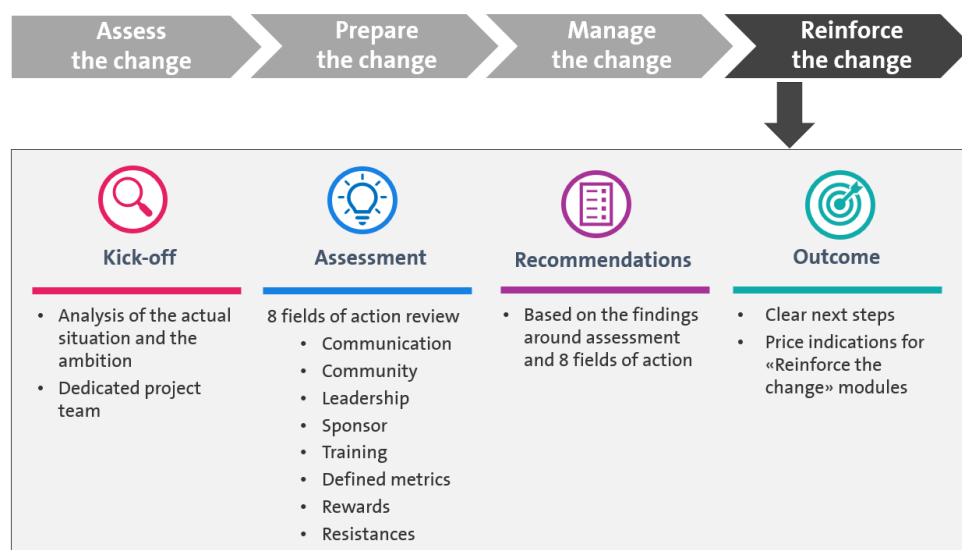 Assess
the change
Prepare
the change
Manage
the change
Reinforce
the change
Kick-off
• Analysis of the actual
situation and the
ambition
• Dedicated project
team
Assessment
8 fields of action review
• Communication
• Community
• Leadership
• Sponsor
• Training
• Defined metrics
• Rewards
• Resistances
Recommendations
• Based on the findings
around assessment
and 8 fields of action
Outcome
• Clear next steps
• Price indications for
«Reinforce the
change» modules